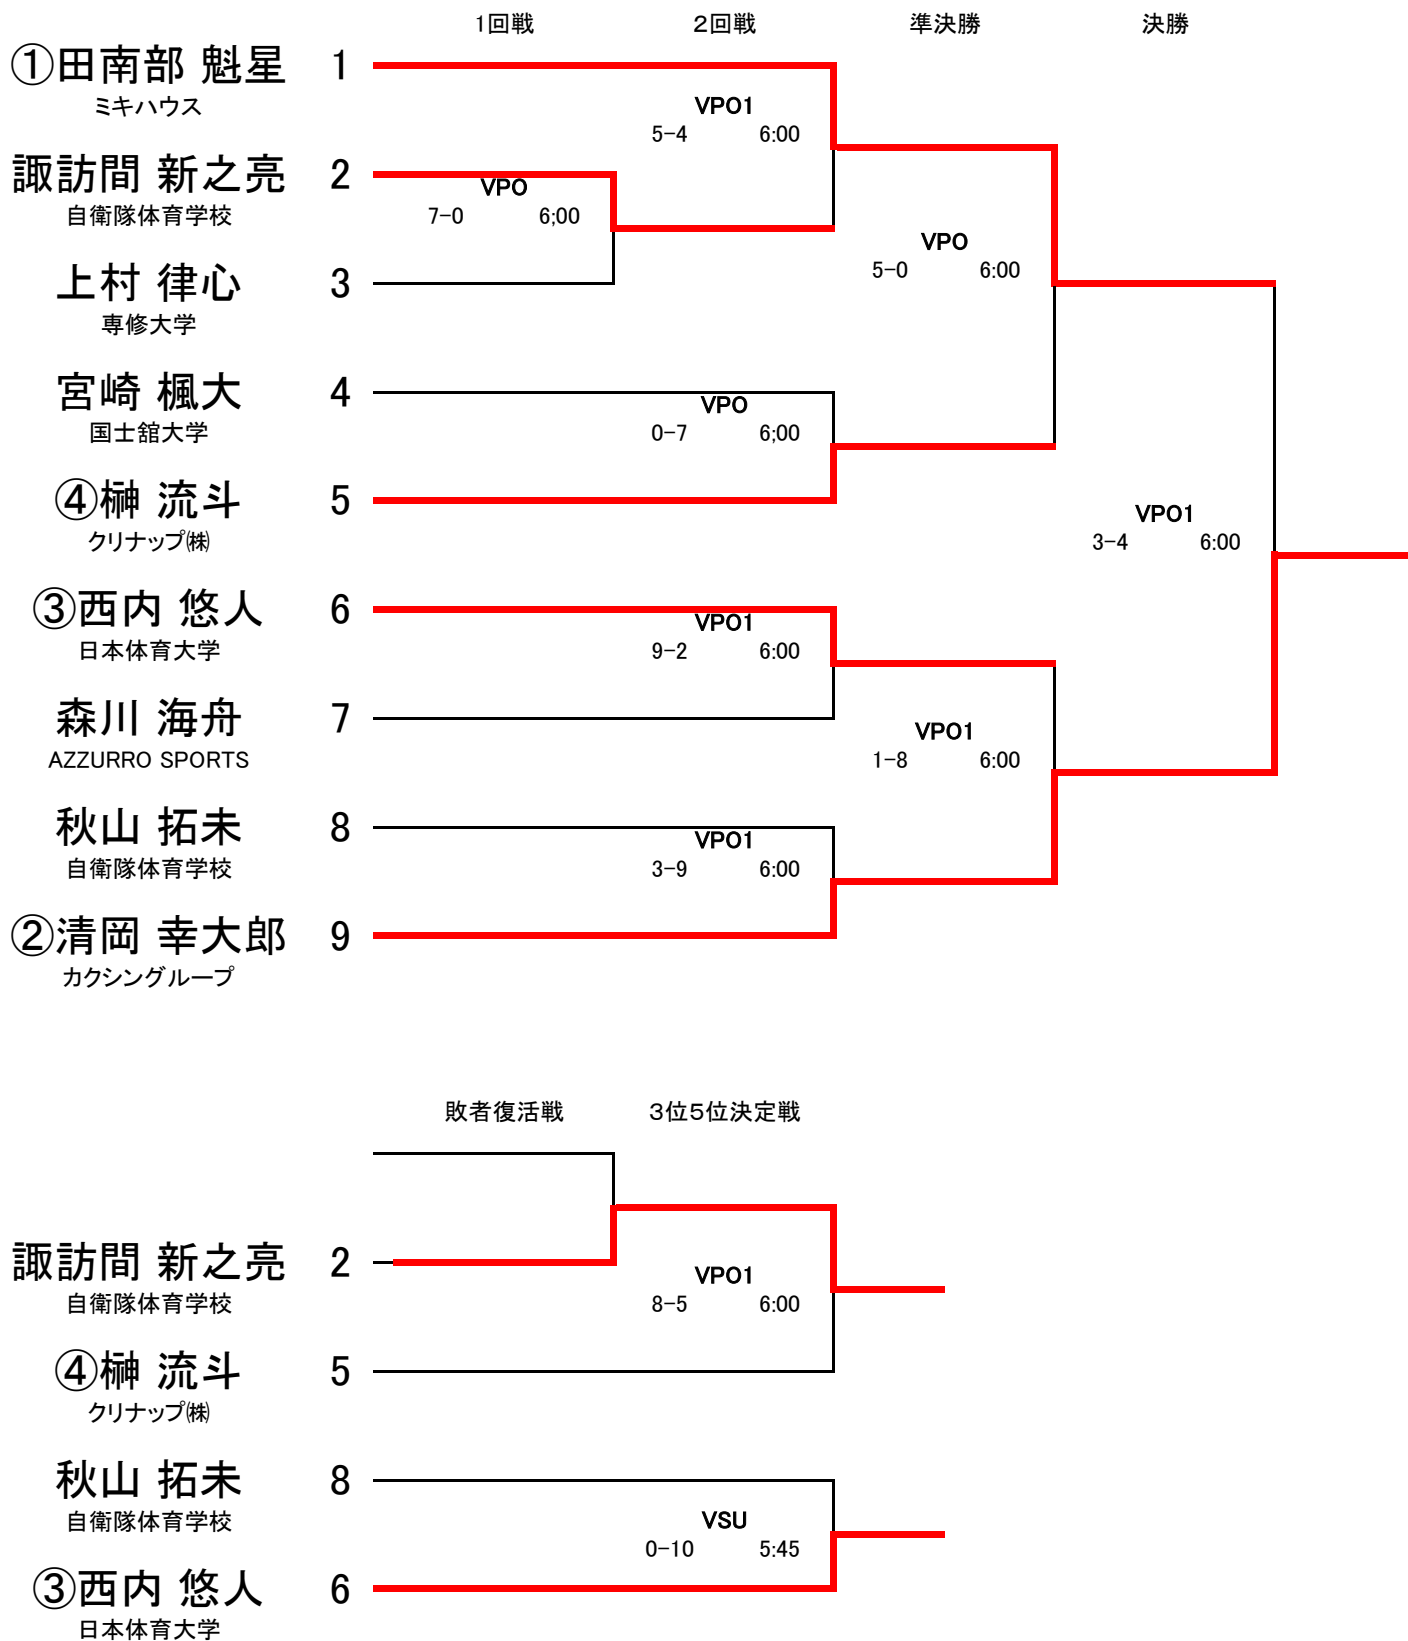 1回戦 2回戦 準決勝 決勝
①田南部 魁星 1
ミキハウス
VPO1
5-4 6:00
諏訪間 新之亮 2
自衛隊体育学校
VPO
7-0 6;00
VPO
5-0 6:00
上村 律心 3
専修大学
宮崎 楓大 4
国士舘大学
VPO
0-7 6;00
④榊 流斗 5
クリナップ㈱
VPO1
3-4 6:00
③西内 悠人 6
日本体育大学
VPO1
9-2 6:00
森川 海舟 7
AZZURRO SPORTS
VPO1
1-8 6:00
秋山 拓未 8
自衛隊体育学校
VPO1
3-9 6:00
②清岡 幸大郎 9
カクシングループ
敗者復活戦 3位5位決定戦
諏訪間 新之亮 2
自衛隊体育学校
VPO1
8-5 6:00
④榊 流斗 5
クリナップ㈱
秋山 拓未 8
自衛隊体育学校
VSU
0-10 5:45
③西内 悠人 6
日本体育大学